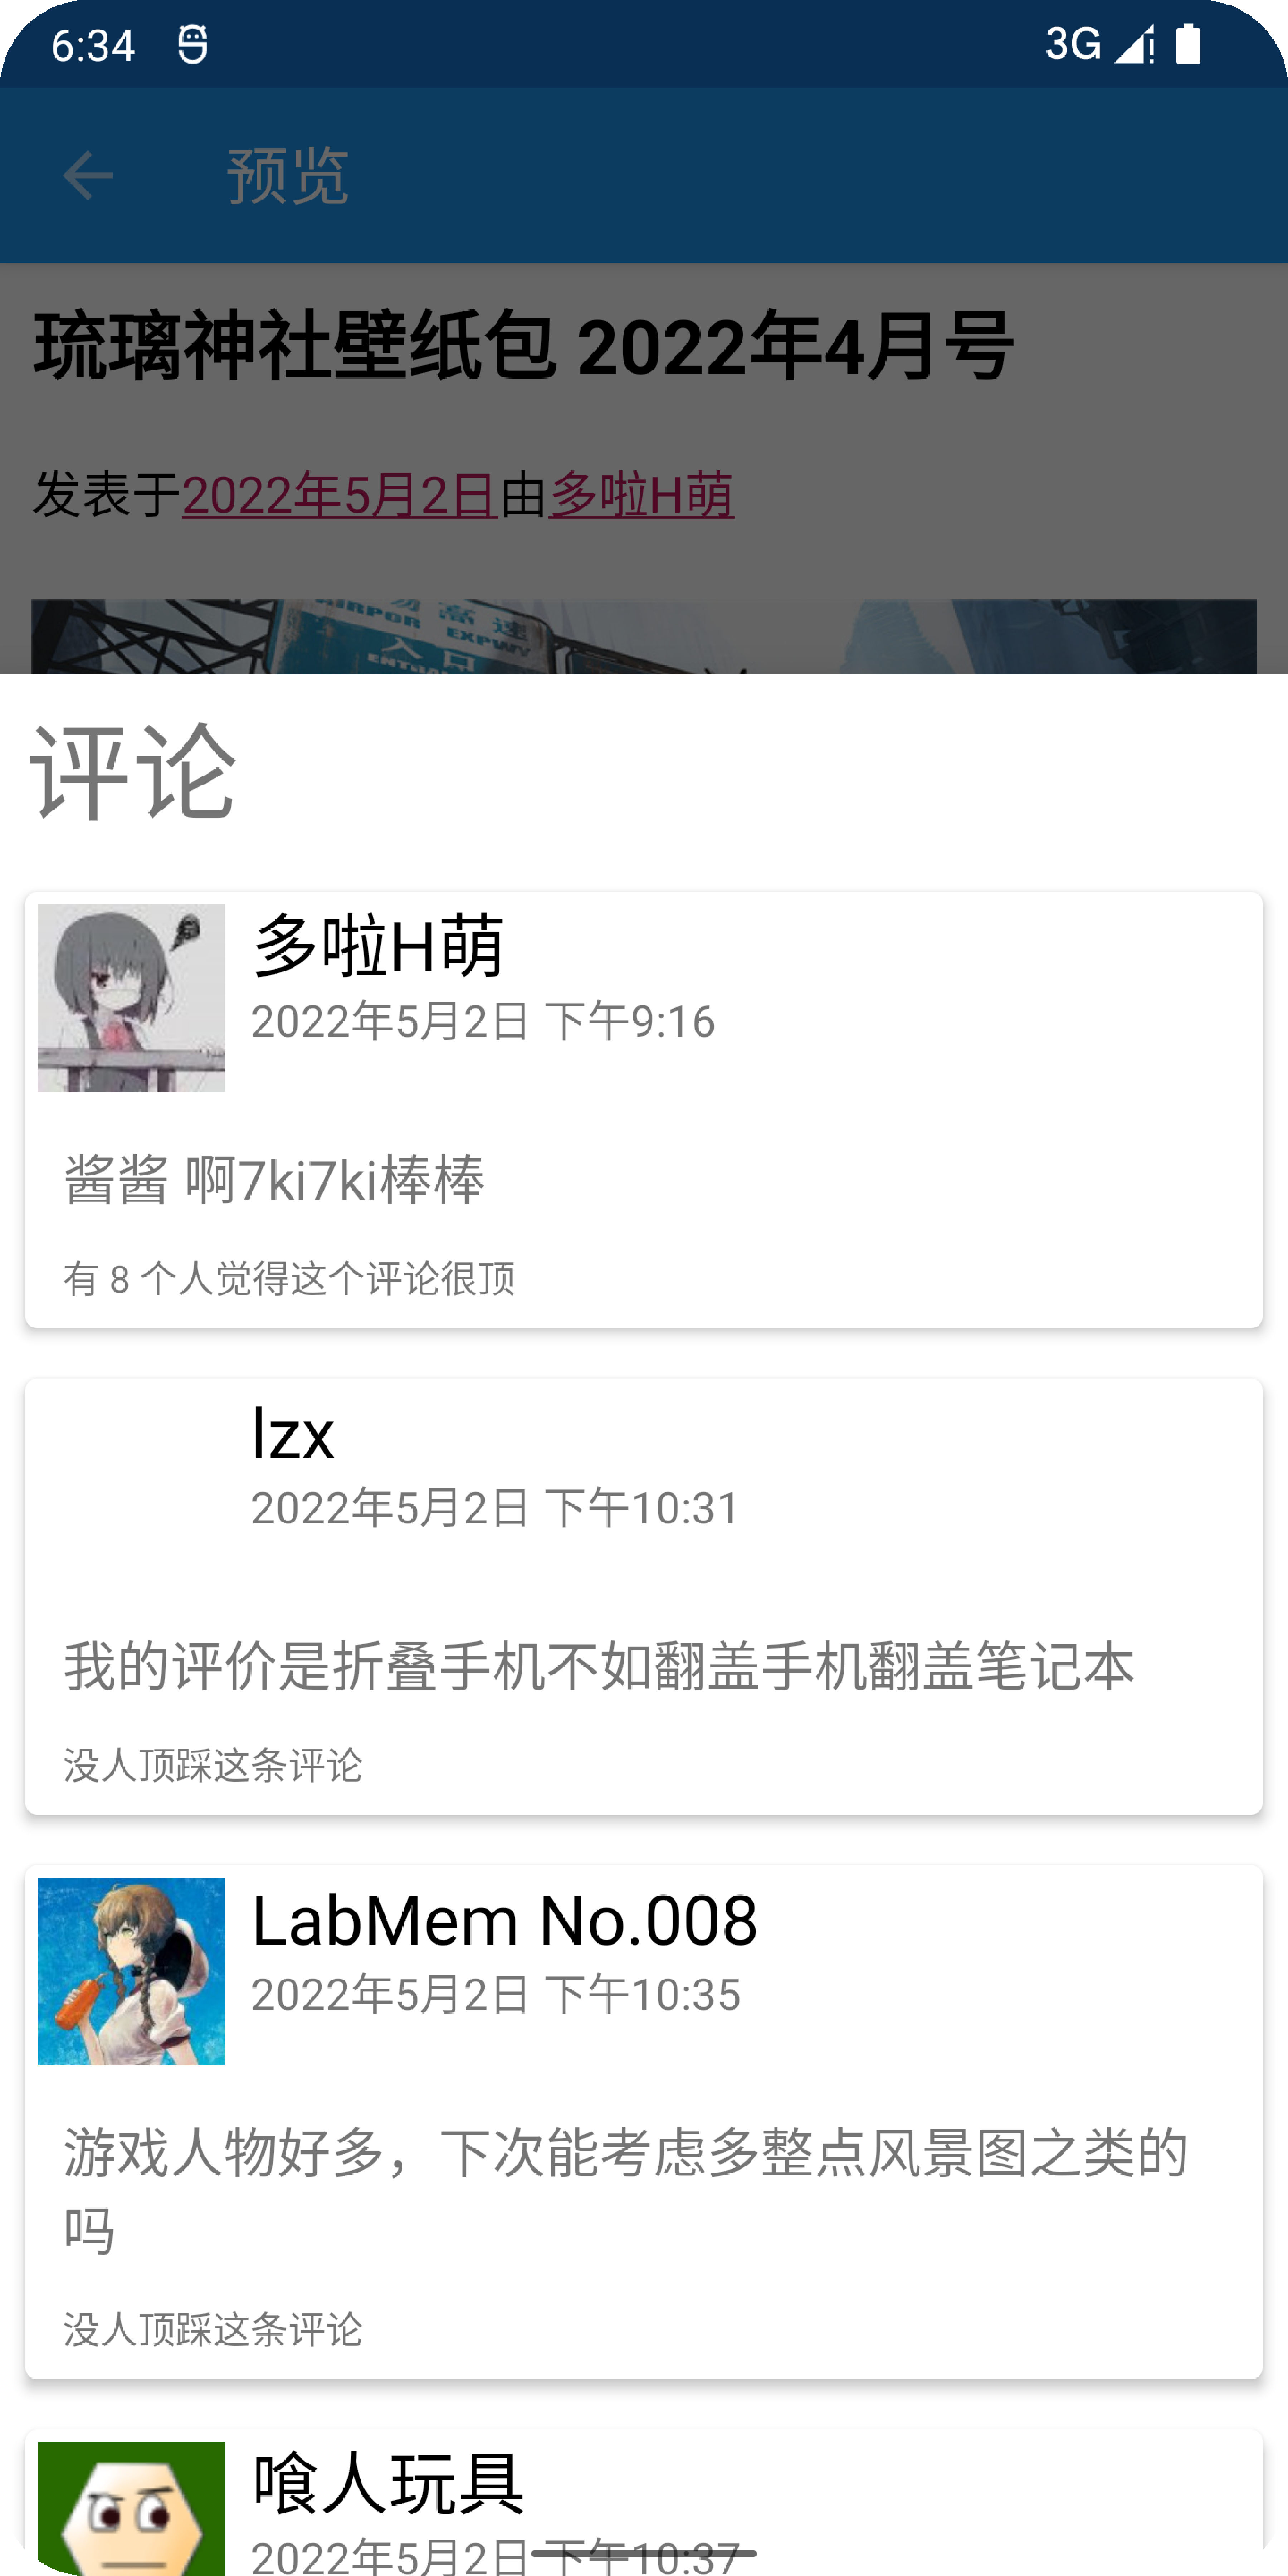 6:34
3G
预览
琉璃神社壁纸包 2022年4月号
发表于2022年5月2日由多啦H萌
AIRPOR EXPWY
高速
入口
评论
多啦H萌
2022年5月2日 下午9:16
酱酱 啊7ki7ki棒棒
有 8 个人觉得这个评论很顶
lzx
2022年5月2日 下午10:31
我的评价是折叠手机不如翻盖手机翻盖笔记本
没人顶踩这条评论
LabMem No.008
2022年5月2日 下午10:35
游戏人物好多，下次能考虑多整点风景图之类的
吗
没人顶踩这条评论
喰人玩具
2022年5月2日 下午10:37